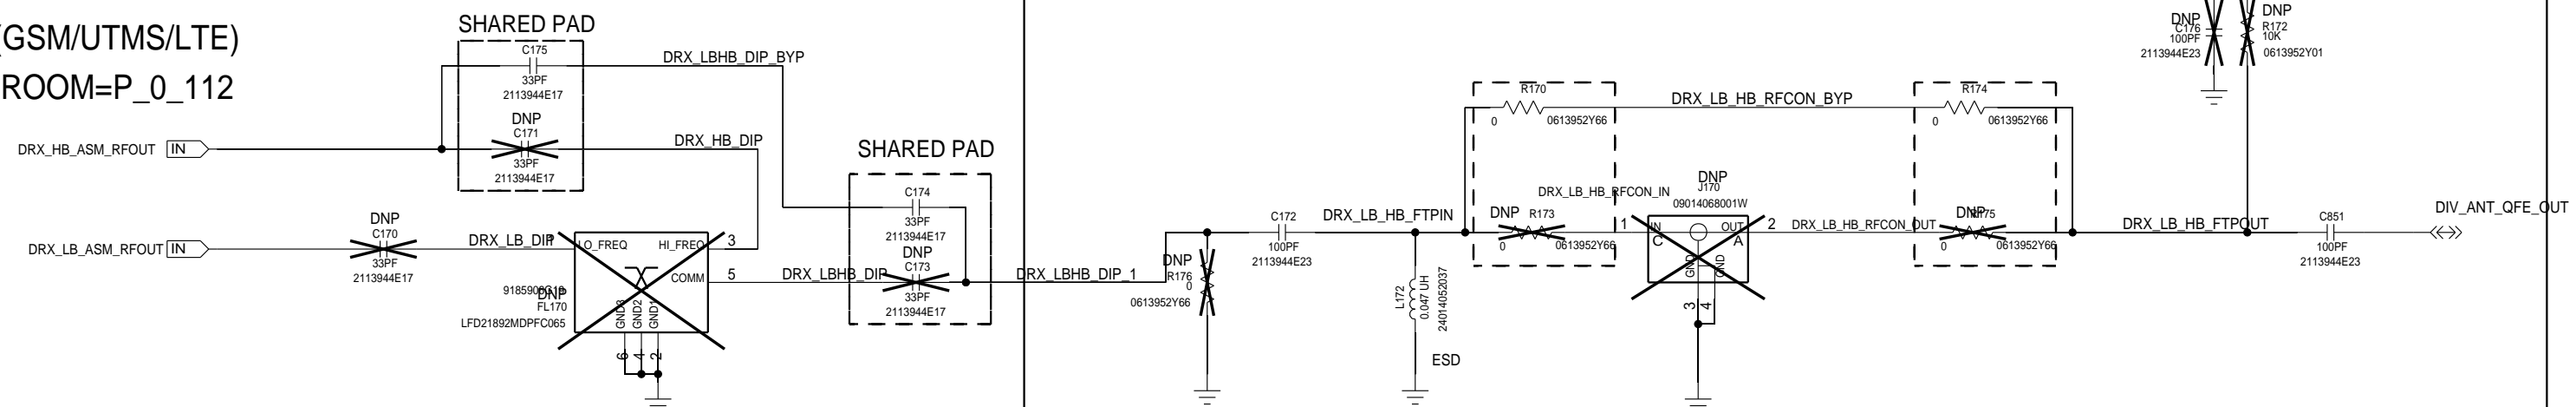 (GSM/UTMS/LTE)
ROOM=P_0_112
SHARED PAD
C175
33PF
2113944E17
DRX_LBHB_DIP_BYP
DNP
C171
33PF
2113944E17
DRX_HB_DIP
DRX_HB_ASM_RFOUT
IN
DRX_LB_ASM_RFOUT
IN
DNP
C170
33PF
2113944E17
DRX_LB_DIP
LO_FREQ
HI_FREQ
3
COMM
5
DNP
FL170
LFD21892MDPFC065
GND3
GND2
GND1
6
4
2
SHARED PAD
C174
33PF
2113944E17
DNP
C173
33PF
2113944E17
DRX_LBHB_DIP
DRX_LBHB_DIP_1
DNP
R176
0
0613952Y66
C172
100PF
2113944E23
DRX_LB_HB_FTPIN
L172
0.047 UH
24014052037
ESD
R170
0
0613952Y66
DRX_LB_HB_RFCON_BYP
R174
0
0613952Y66
DNP
R173
0
0613952Y66
DRX_LB_HB_RFCON_IN
DNP
J170
09014068001W
1
IN
C
OUT
A
2
GND
GND
3
4
DRX_LB_HB_RFCON_OUT
DNP
R175
0
0613952Y66
DRX_LB_HB_FTPOUT
DNP
C176
100PF
2113944E23
DNP
R172
10K
0613952Y01
C851
100PF
2113944E23
DIV_ANT_QFE_OUT